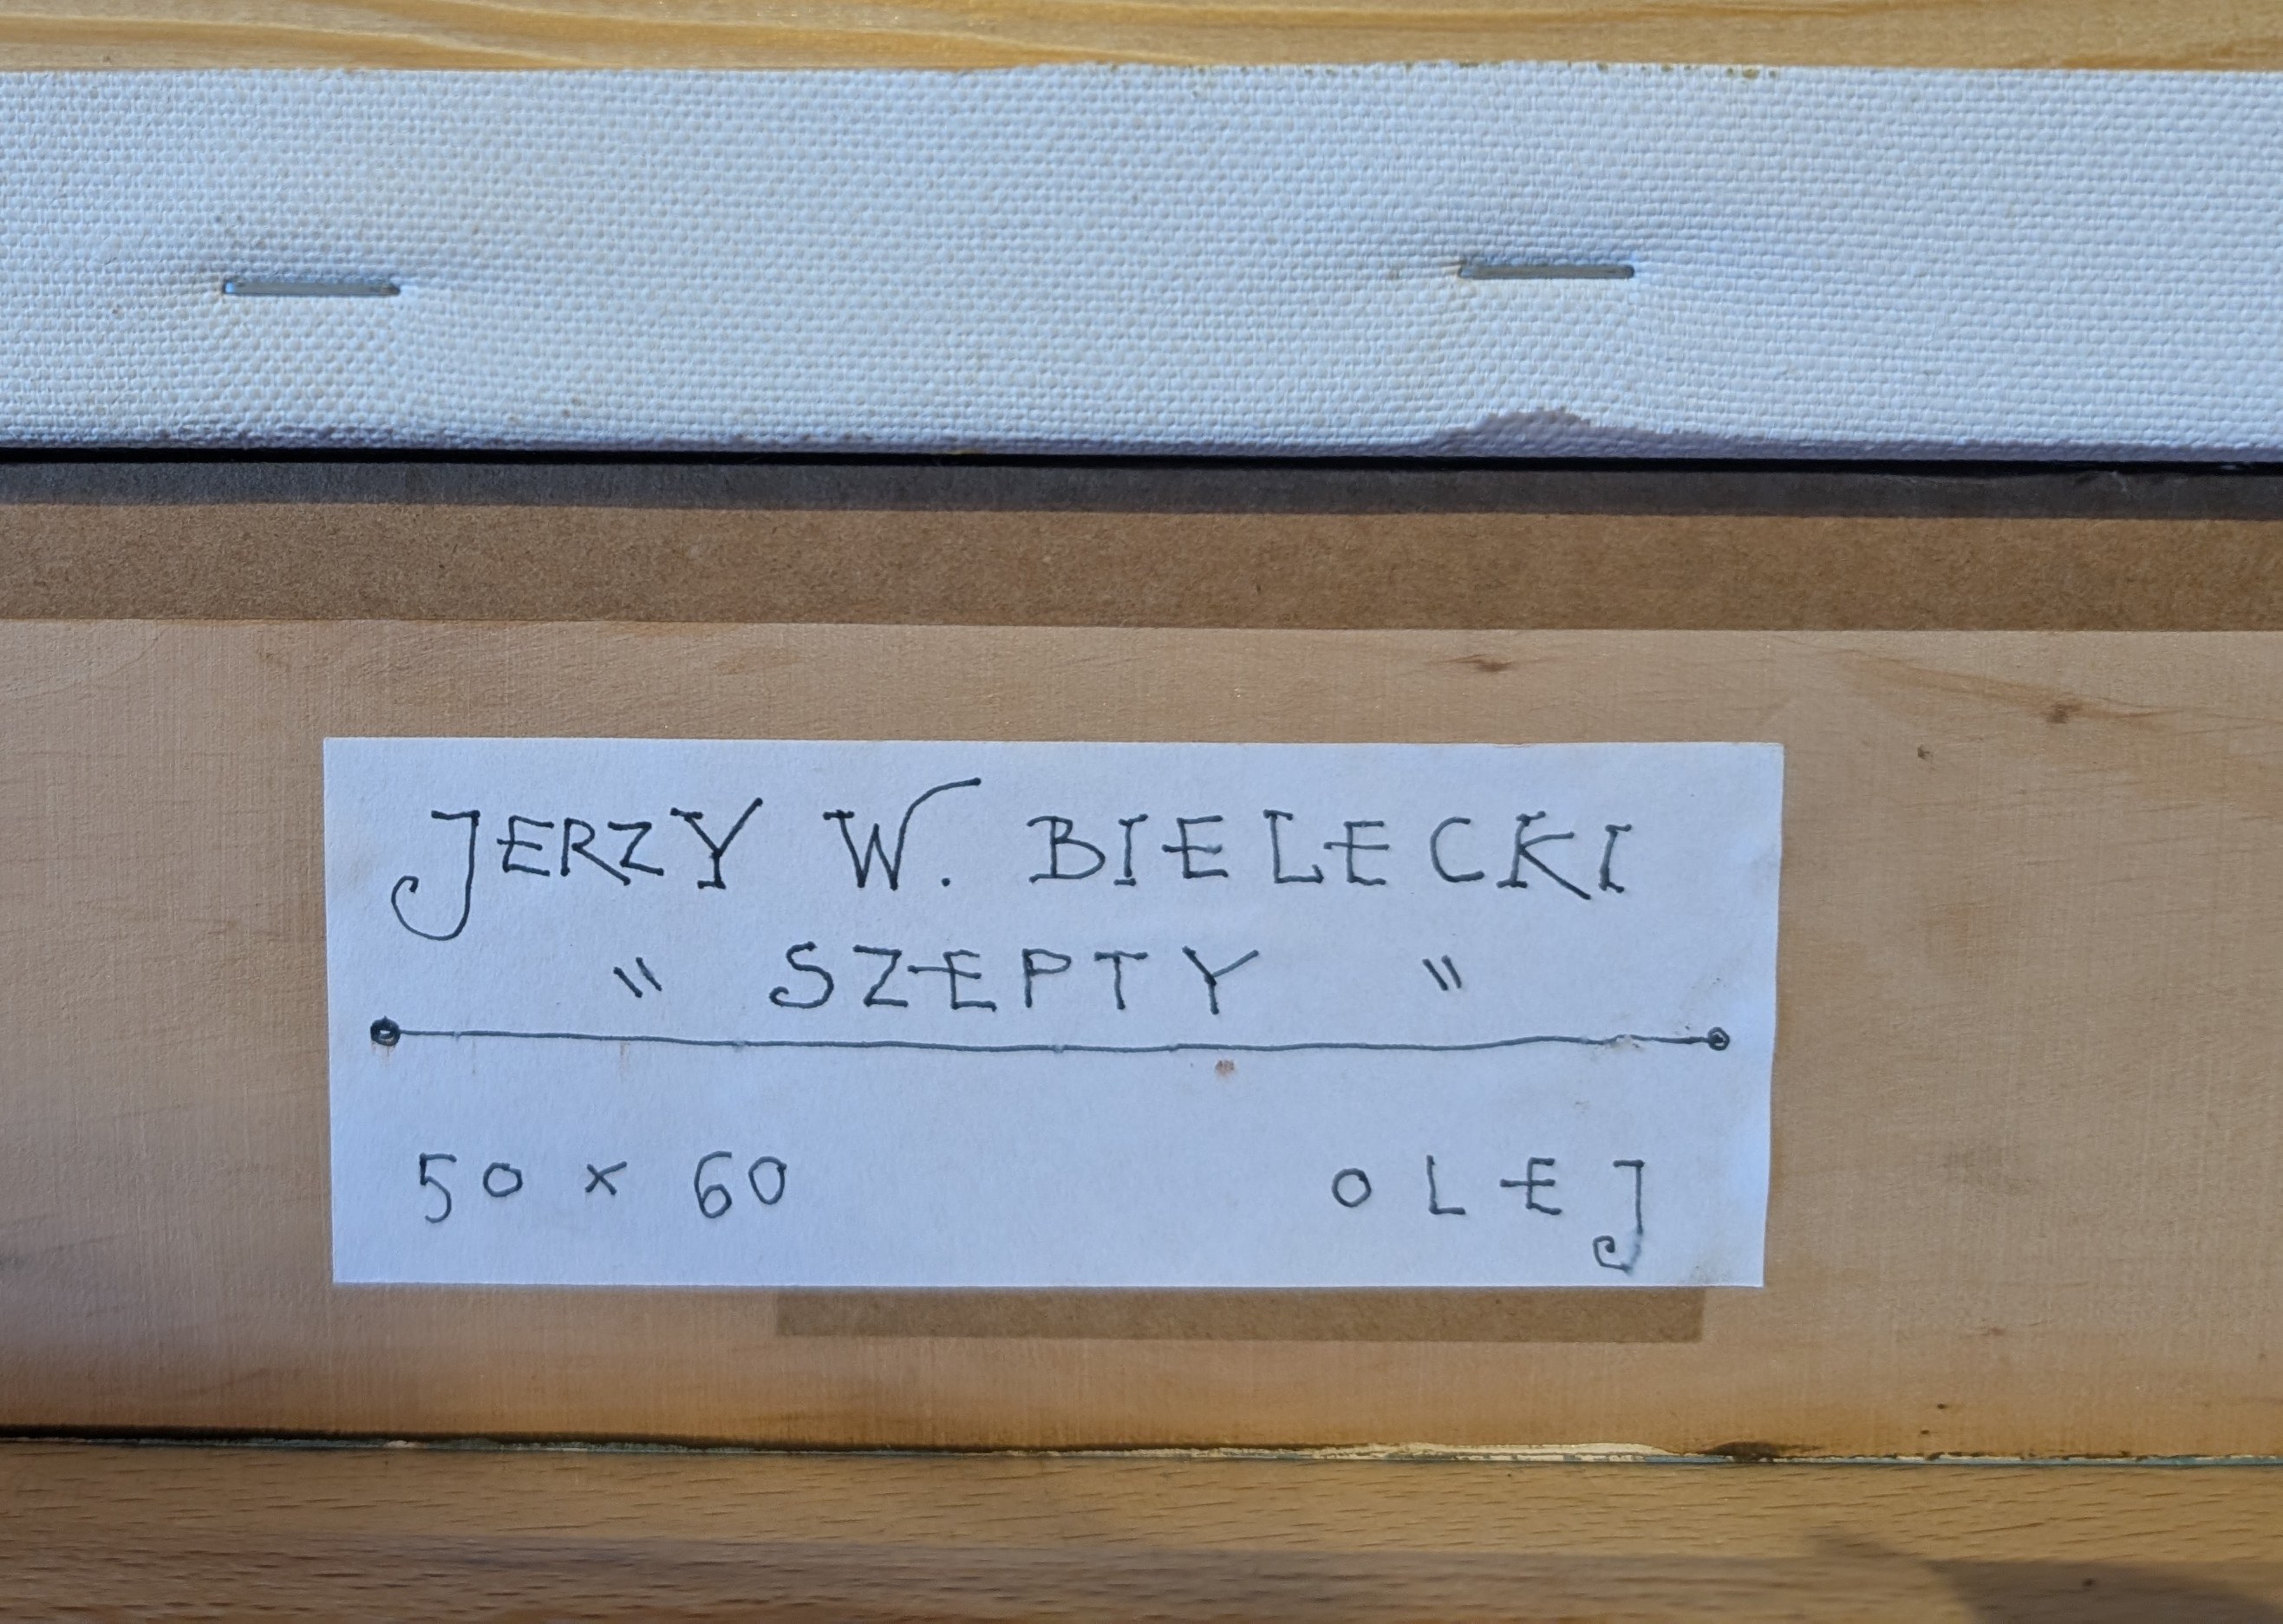 JERZY W. BIELECKI
" SZEPTY "
50 x 60 OLEJ